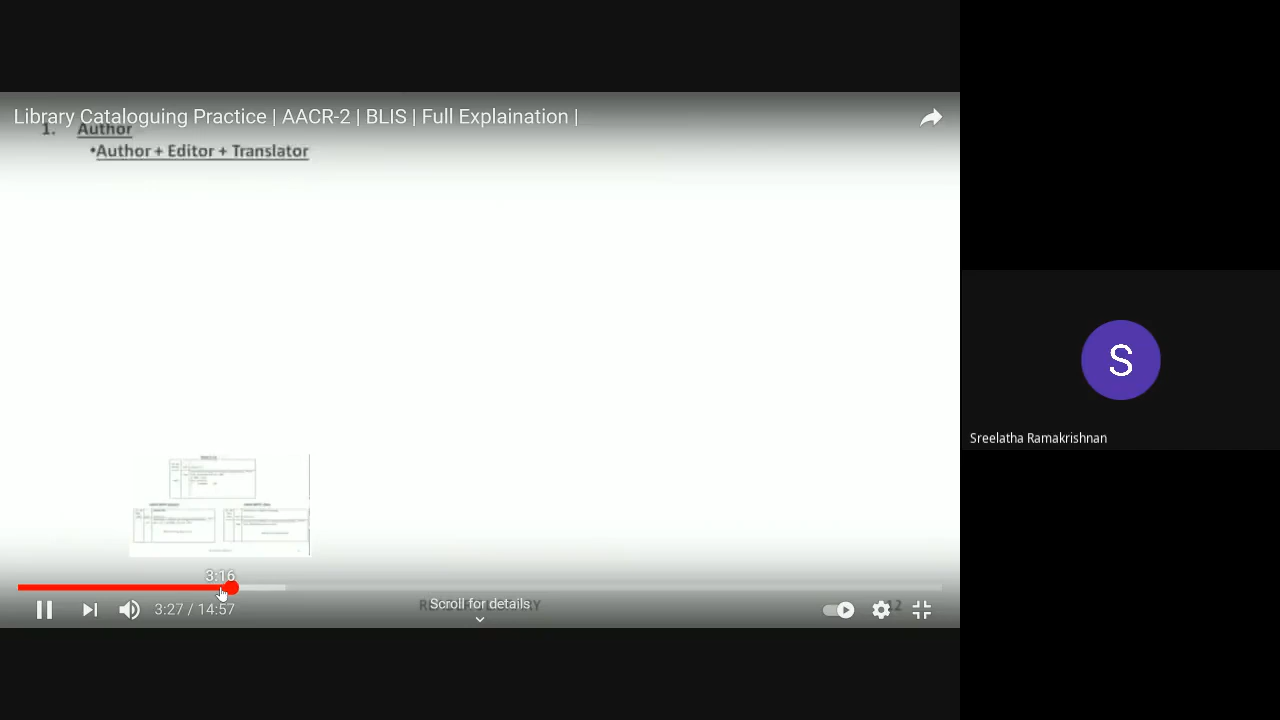 Library Cataloguing Practice | AACR-2 | BLIS | Full Explaination |
1. Author
•Author + Editor + Translator
S
Sreelatha Ramakrishnan
3:16
3:27 / 14:57
Scroll for details
12